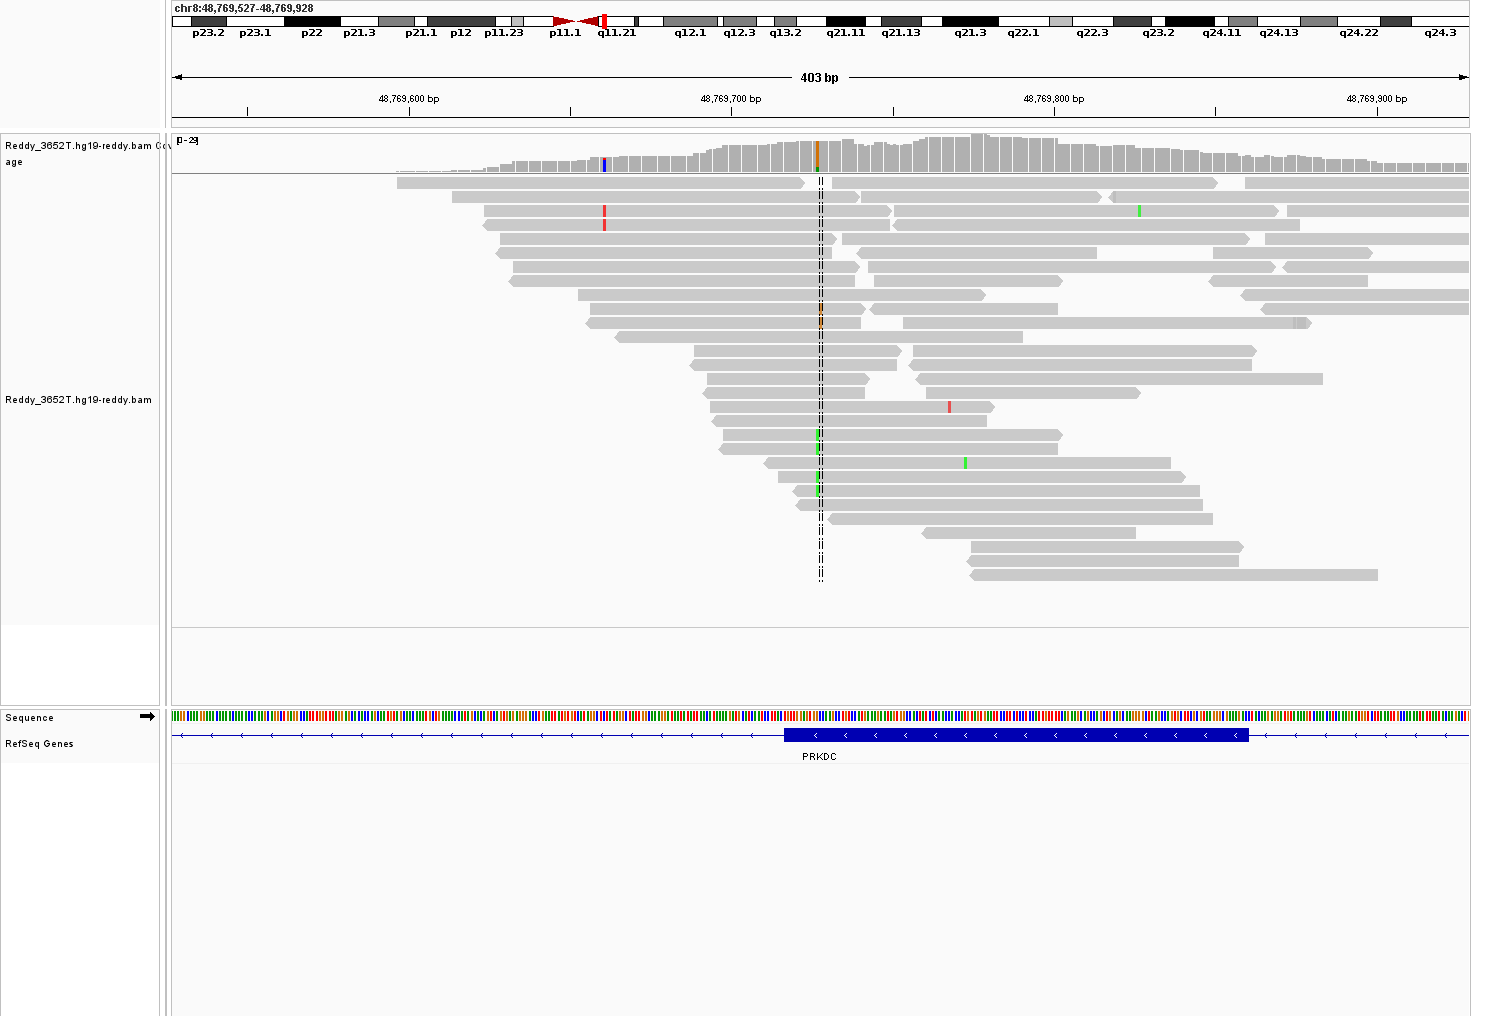 chr8:48,769,527-48,769,928
p23.2 p23.1 p22 p21.3 p21.1 p12 p11.23 p11.1 q11.21 q12.1 q12.3 q13.2 q21.11 q21.13 q21.3 q22.1 q22.3 q23.2 q24.11 q24.13 q24.22 q24.3
403 bp
48,769,600 bp 48,769,700 bp 48,769,800 bp 48,769,900 bp
[0 - 29]
Reddy_3652T.hg19-reddy.bam Cov
age
Reddy_3652T.hg19-reddy.bam
Sequence
RefSeq Genes
PRKDC